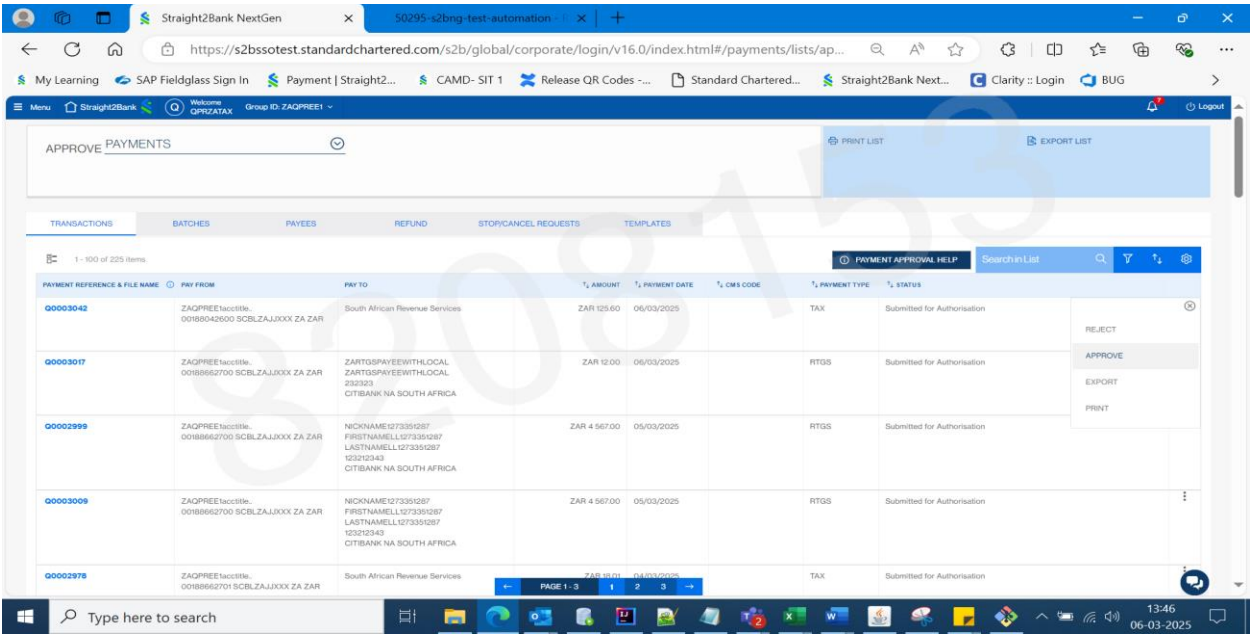 Straight2Bank NextGen
50295-s2bng-test-automation -
https://s2bssotest.standardchartered.com/s2b/global/corporate/login/v16.0/index.html#/payments/lists/ap...
My Learning SAP Fieldglass Sign In Payment | Straight2... CAMD- SIT 1 Release QR Codes -... Standard Chartered... Straight2Bank Next... Clarity :: Login BUG
Menu Straight2Bank Q Welcome QPRZATAX Group ID: ZAQPREE1 7 Logout
APPROVE PAYMENTS PRINT LIST EXPORT LIST
8208153
TRANSACTIONS BATCHES PAYEES REFUND STOP/CANCEL REQUESTS TEMPLATES
1 - 100 of 225 items PAYMENT APPROVAL HELP Search in List
PAYMENT REFERENCE & FILE NAME PAY FROM PAY TO AMOUNT PAYMENT DATE CMS CODE PAYMENT TYPE STATUS
Q0003042 ZAQPREE1acctitle.. South African Revenue Services ZAR 125.60 06/03/2025 TAX Submitted for Authorisation
00188042600 SCBLZAJJXXX ZA ZAR
REJECT
APPROVE
EXPORT
PRINT
Q0003017 ZAQPREE1acctitle.. ZARTGSPAYEEWITHLOCAL ZAR 12.00 06/03/2025 RTGS Submitted for Authorisation
00188662700 SCBLZAJJXXX ZA ZAR ZARTGSPAYEEWITHLOCAL
232323
CITIBANK NA SOUTH AFRICA
Q0002999 ZAQPREE1acctitle.. NICKNAME1273351287 ZAR 4 567.00 05/03/2025 RTGS Submitted for Authorisation
00188662700 SCBLZAJJXXX ZA ZAR FIRSTNAMELL1273351287
LASTNAMELL1273351287
123212343
CITIBANK NA SOUTH AFRICA
Q0003009 ZAQPREE1acctitle.. NICKNAME1273351287 ZAR 4 567.00 05/03/2025 RTGS Submitted for Authorisation
00188662700 SCBLZAJJXXX ZA ZAR FIRSTNAMELL1273351287
LASTNAMELL1273351287
123212343
CITIBANK NA SOUTH AFRICA
Q0002978 ZAQPREE1acctitle.. South African Revenue Services ZAR 18.01 04/03/2025 TAX Submitted for Authorisation
00188662701 SCBLZAJJXXX ZA ZAR
PAGE 1 - 3 1 2 3
Type here to search
13:46
06-03-2025